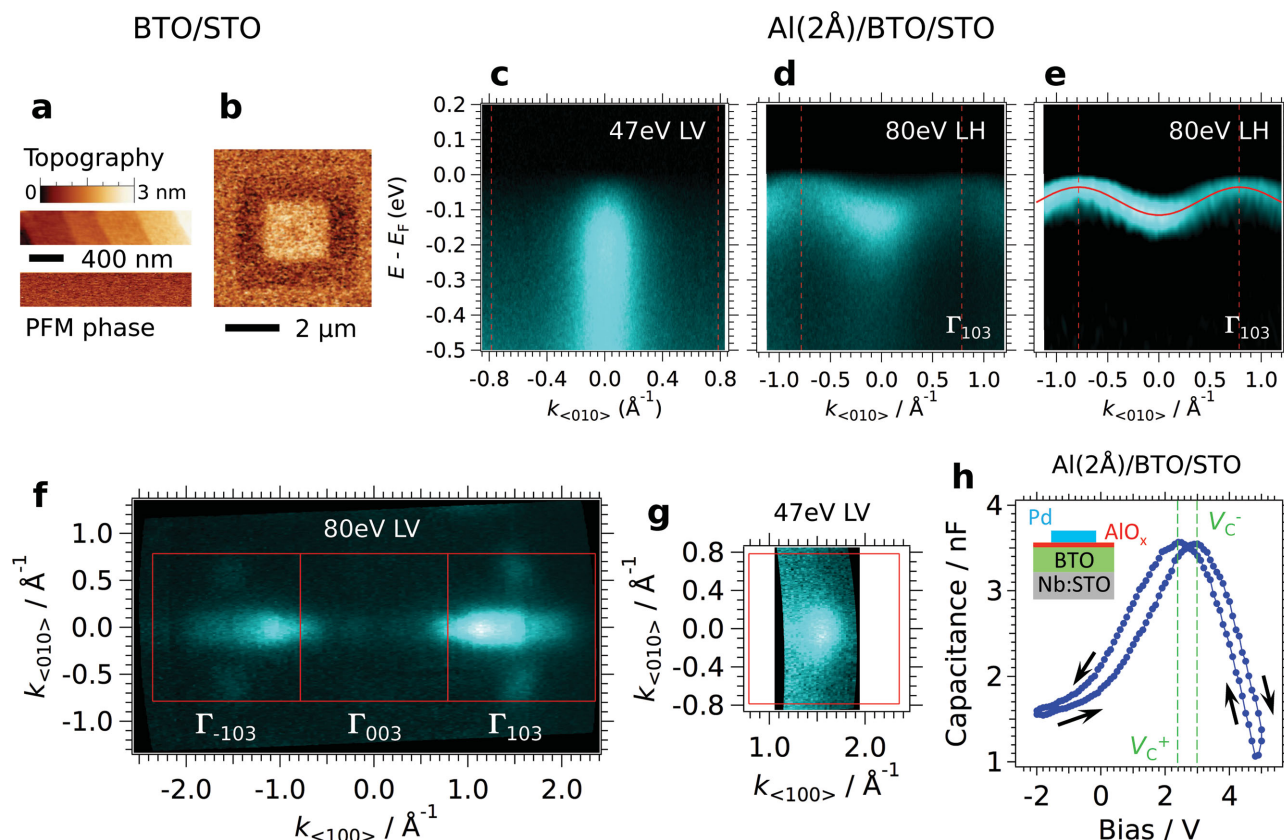 BTO/STO
Al(2Å)/BTO/STO
a
Topography
0
3 nm
400 nm
PFM phase
b
2 μm
c
47eV LV
E - E_F (eV)
0.2
0.1
0.0
-0.1
-0.2
-0.3
-0.4
-0.5
-0.8
-0.4
0.0
0.4
0.8
k<010> (Å⁻¹)
d
80eV LH
Γ₁₀₃
-1.0
-0.5
0.0
0.5
1.0
k<010> / Å⁻¹
e
80eV LH
Γ₁₀₃
-1.0
-0.5
0.0
0.5
1.0
k<010> / Å⁻¹
f
80eV LV
k<010> / Å⁻¹
1.0
0.5
0.0
-0.5
-1.0
Γ₋₁₀₃
Γ₀₀₃
Γ₁₀₃
-2.0
-1.0
0.0
1.0
2.0
k<100> / Å⁻¹
g
47eV LV
k<010> / Å⁻¹
0.8
0.4
0.0
-0.4
-0.8
1.0
2.0
k<100> / Å⁻¹
h
Al(2Å)/BTO/STO
Capacitance / nF
4
3
2
1
Pd
AlOₓ
BTO
Nb:STO
V_C⁻
V_C⁺
-2
0
2
4
Bias / V